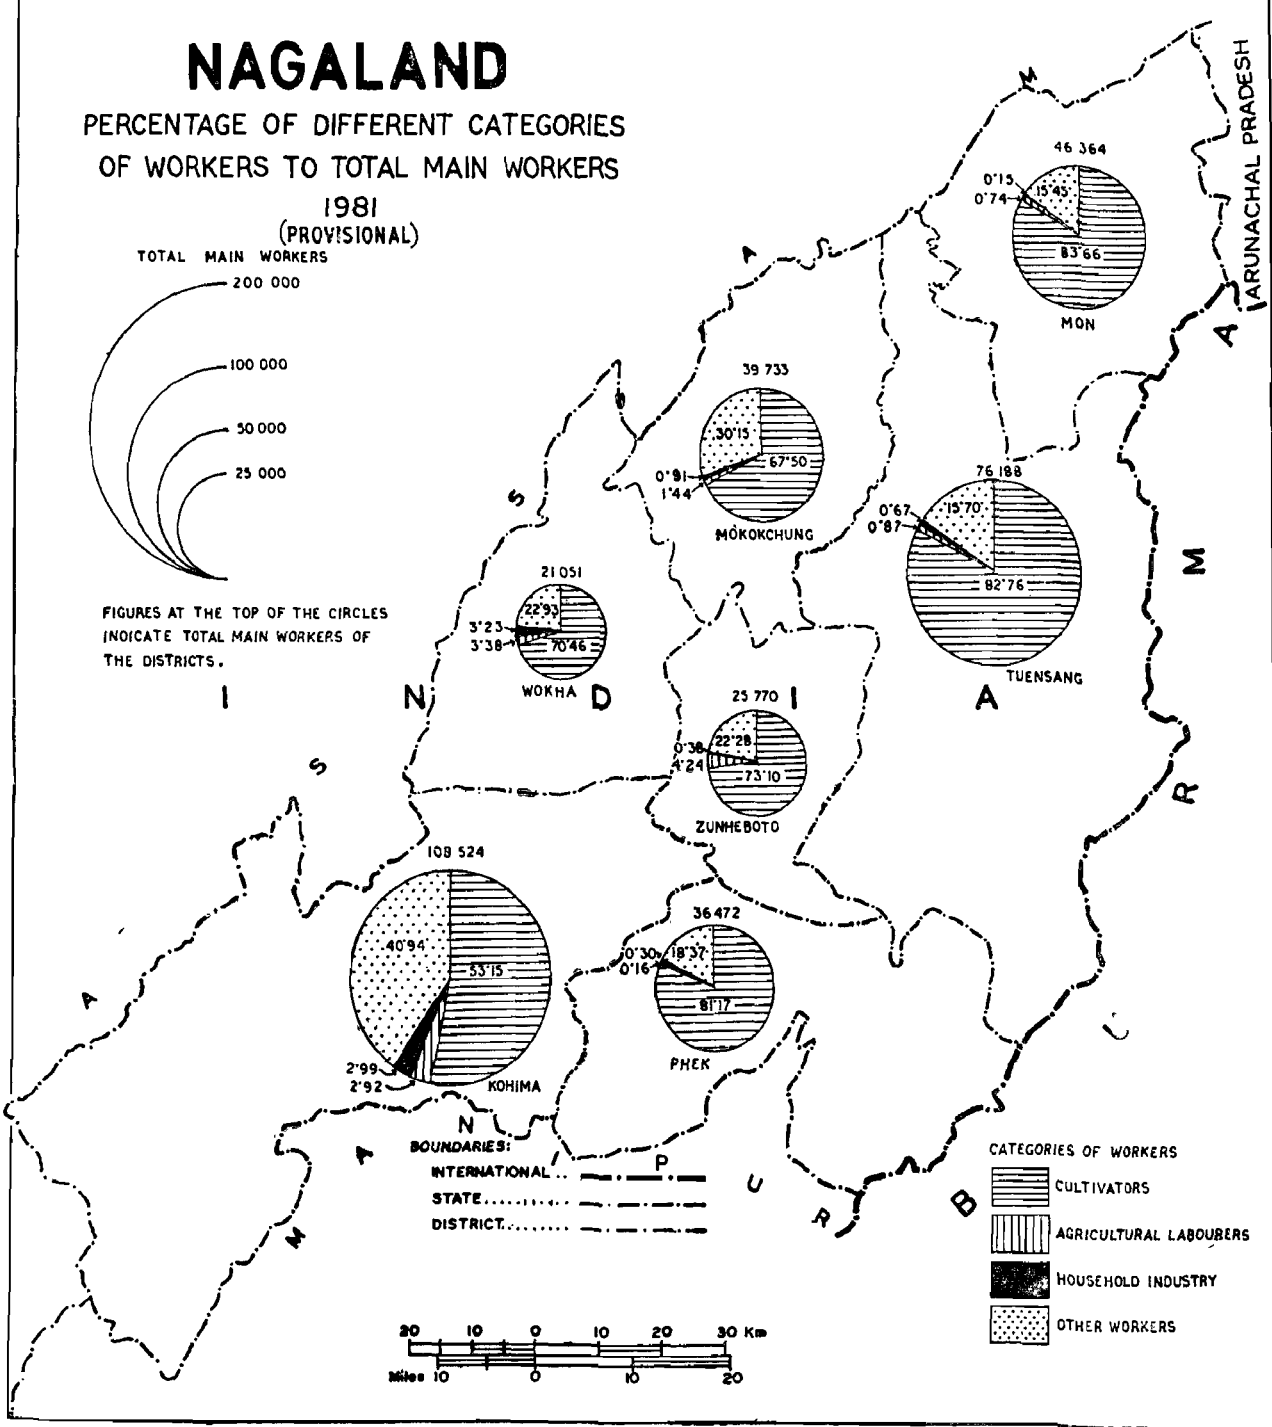 NAGALAND
PERCENTAGE OF DIFFERENT CATEGORIES
OF WORKERS TO TOTAL MAIN WORKERS
1981
(PROVISIONAL)
TOTAL MAIN WORKERS
200 000
100 000
50 000
25 000
FIGURES AT THE TOP OF THE CIRCLES
INDICATE TOTAL MAIN WORKERS OF
THE DISTRICTS.
ARUNACHAL PRADESH
46 364
0·15
0·74
15·45
83·66
MON
39 733
30·15
67·50
0·91
1·44
MOKOKCHUNG
76 188
0·67
0·87
15·70
82·76
TUENSANG
21 051
22·93
3·23
3·38
70·46
WOKHA
25 770
22·28
0·38
4·24
73·10
ZUNHEBOTO
108 524
40·94
53·15
2·99
2·92
KOHIMA
36 472
0·30
0·16
18·37
81·17
PHEK
I N D I A
A S S A M
M A N P U R
B U R M A
BOUNDARIES:
INTERNATIONAL..
STATE............
DISTRICT.........
CATEGORIES OF WORKERS
CULTIVATORS
AGRICULTURAL LABOURERS
HOUSEHOLD INDUSTRY
OTHER WORKERS
20 10 0 10 20 30 Km
Miles 10 0 10 20